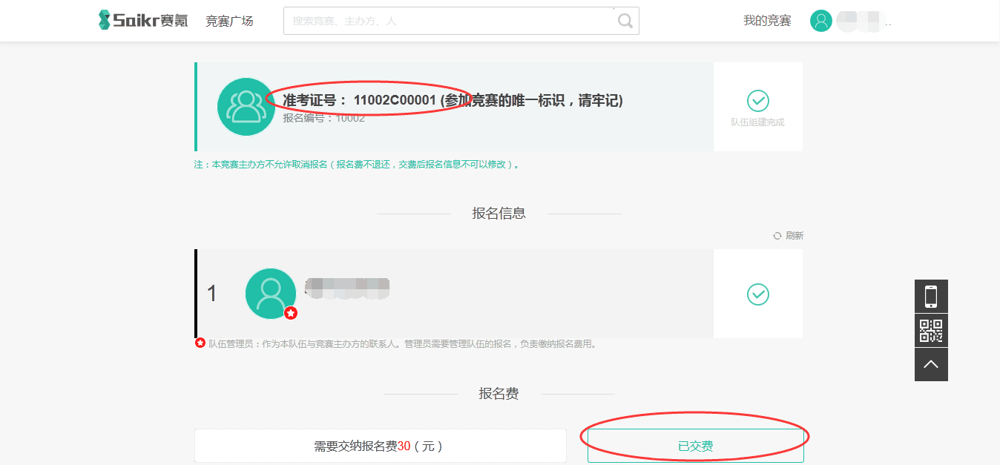 Saikr赛氪 竞赛广场 搜索竞赛、主办方、人 我的竞赛 ..
准考证号： 11002C00001 (参加竞赛的唯一标识，请牢记)
报名编号：10002
队伍组建完成
注：本竞赛主办方不允许取消报名（报名费不退还，交费后报名信息不可以修改）。
报名信息
刷新
1
队伍管理员：作为本队伍与竞赛主办方的联系人。管理员需要管理队伍的报名，负责缴纳报名费用。
报名费
需要交纳报名费30（元） 已交费